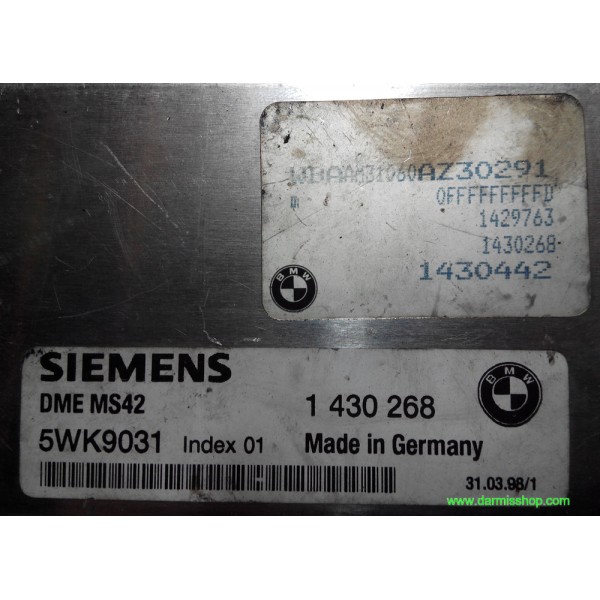 WBAAM31060AZ30291
m 0FFFFFFFFFD
1429763
1430268
1430442
BMW
SIEMENS
BMW
DME MS42 1 430 268
5WK9031 Index 01 Made in Germany
31.03.98/1
www.darmisshop.com